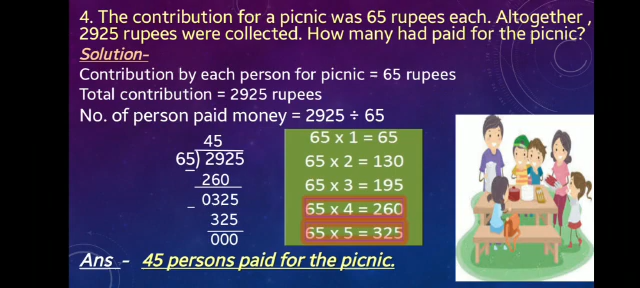 4. The contribution for a picnic was 65 rupees each. Altogether ,
2925 rupees were collected. How many had paid for the picnic?
Solution-
Contribution by each person for picnic = 65 rupees
Total contribution = 2925 rupees
No. of person paid money = 2925 ÷ 65
45
65) 2925
− 260
− 0325
325
000
65 x 1 = 65
65 x 2 = 130
65 x 3 = 195
65 x 4 = 260
65 x 5 = 325
Ans - 45 persons paid for the picnic.